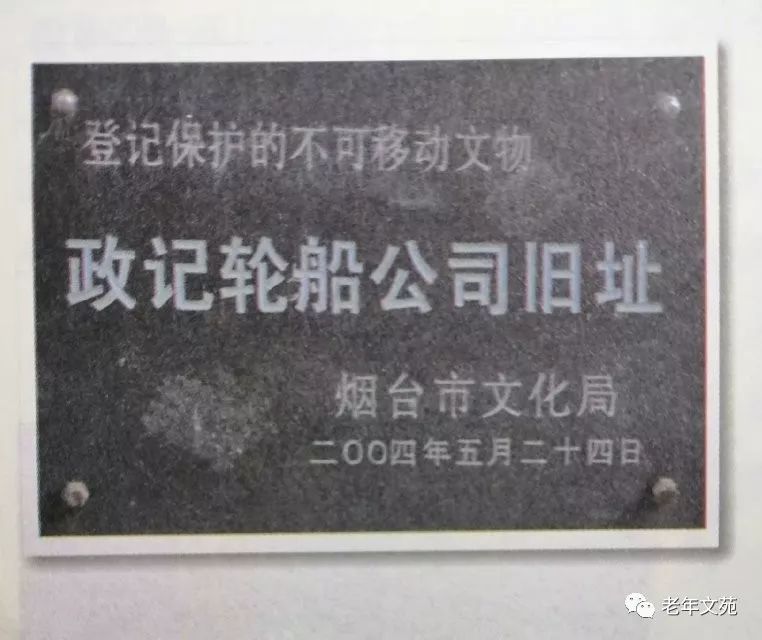 登记保护的不可移动文物
政记轮船公司旧址
烟台市文化局
二〇〇四年五月二十四日
老年文苑